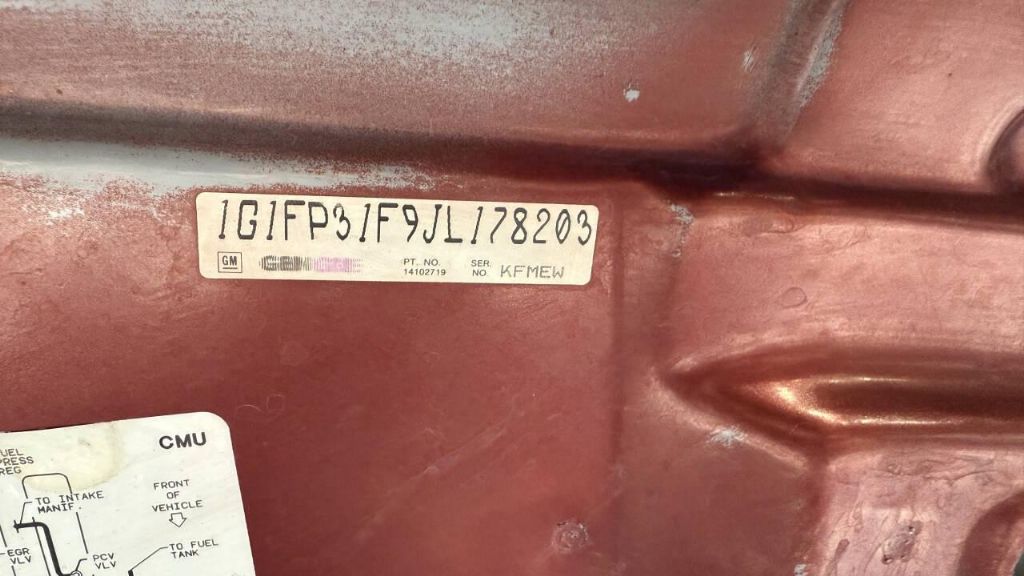 1G1FP31F9JL178203
GM
GENUINE
PT. NO.
14102719
SER.
NO. KFMEW
CMU
FUEL
PRESS
REG
TO INTAKE
MANIF.
FRONT
OF
VEHICLE
EGR
VLV
PCV
VLV
TO FUEL
TANK